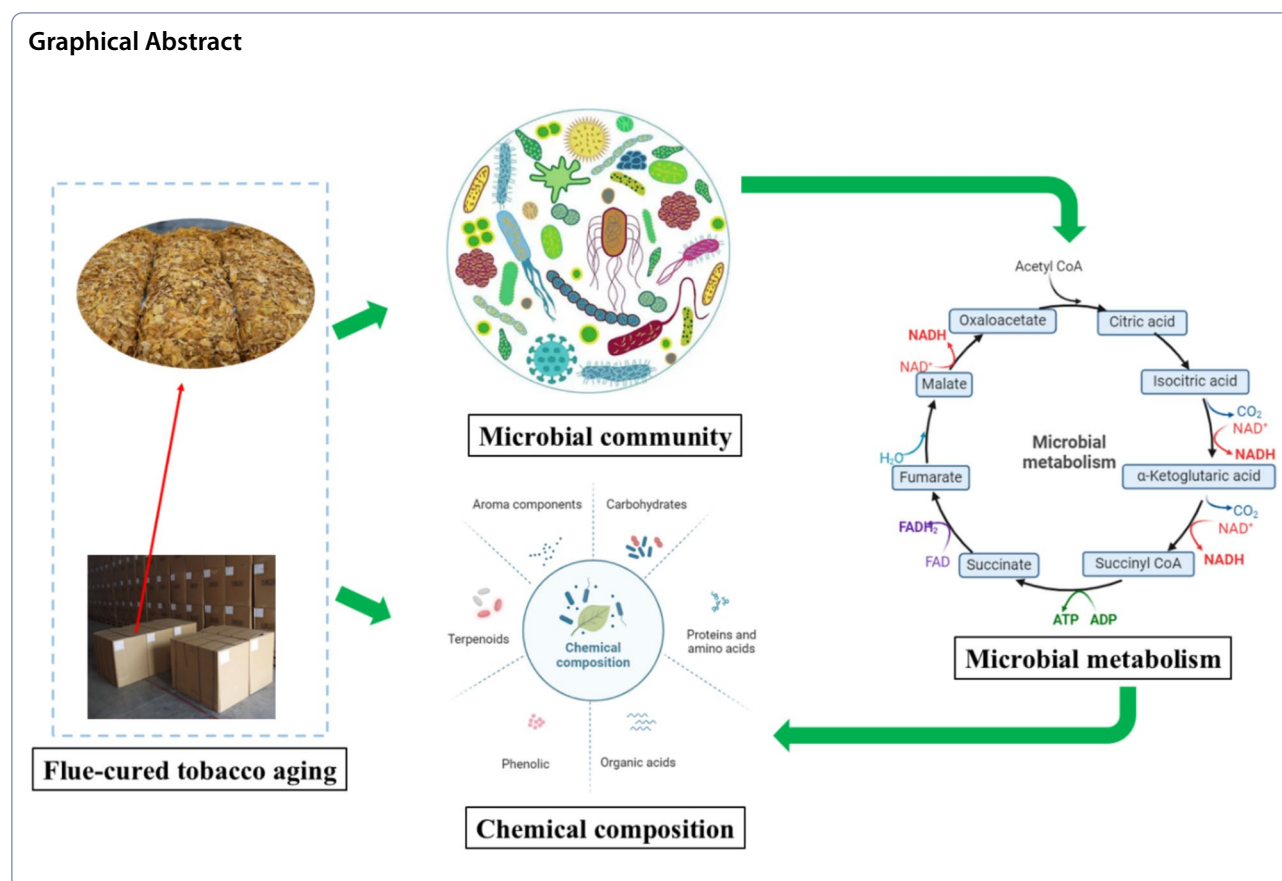 Graphical Abstract
Microbial community
Flue-cured tobacco aging
Aroma components
Carbohydrates
Terpenoids
Chemical
composition
Proteins and
amino acids
Phenolic
Organic acids
Chemical composition
Acetyl CoA
Oxaloacetate
Citric acid
NADH
NAD⁺
Malate
Isocitric acid
CO₂
NAD⁺
NADH
Microbial
metabolism
H₂O
Fumarate
α-Ketoglutaric acid
CO₂
NAD⁺
NADH
FADH₂
FAD
Succinate
Succinyl CoA
ATP
ADP
Microbial metabolism